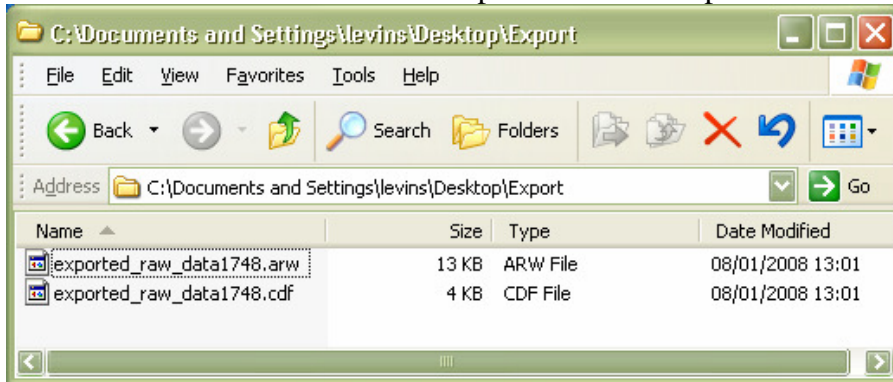 C:\Documents and Settings\levins\Desktop\Export
File Edit View Favorites Tools Help
Back Search Folders
Address C:\Documents and Settings\levins\Desktop\Export Go
Name Size Type Date Modified
exported_raw_data1748.arw 13 KB ARW File 08/01/2008 13:01
exported_raw_data1748.cdf 4 KB CDF File 08/01/2008 13:01